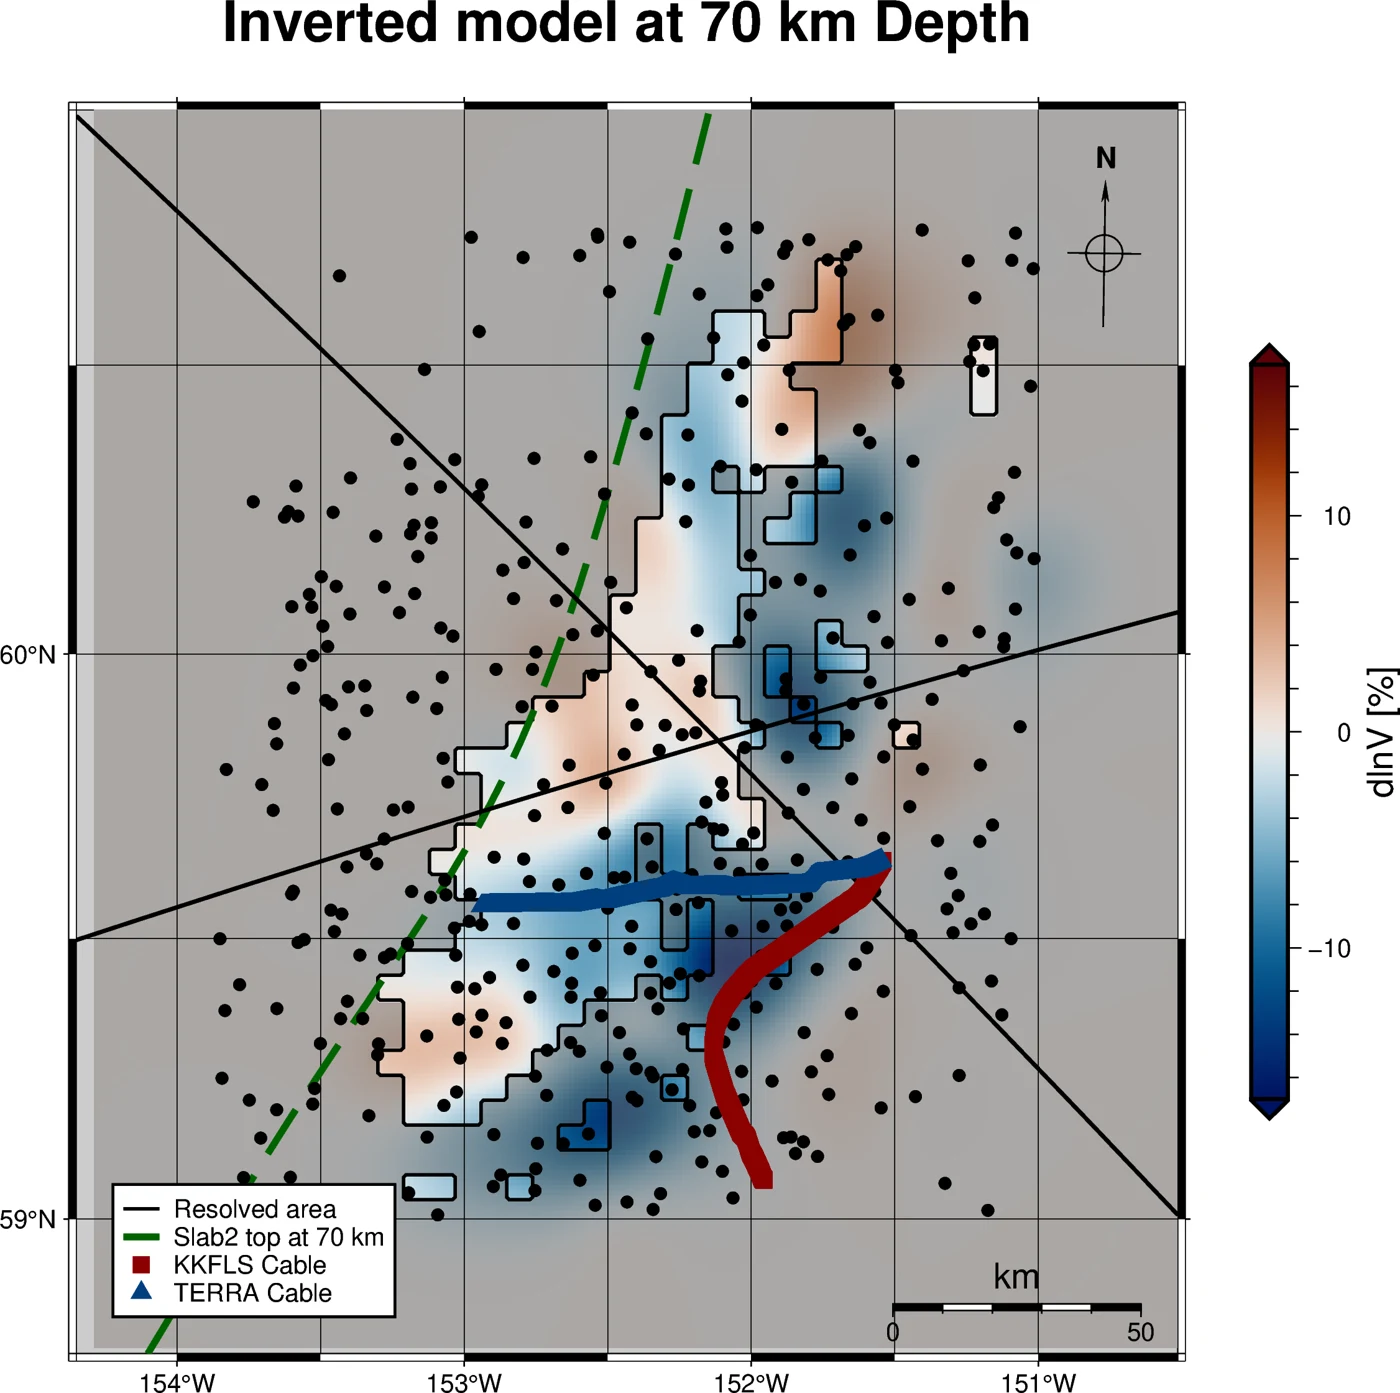 Inverted model at 70 km Depth
N
10
0
−10
dlnV [%]
60°N
59°N
Resolved area
Slab2 top at 70 km
KKFLS Cable
TERRA Cable
km
0
50
154°W
153°W
152°W
151°W